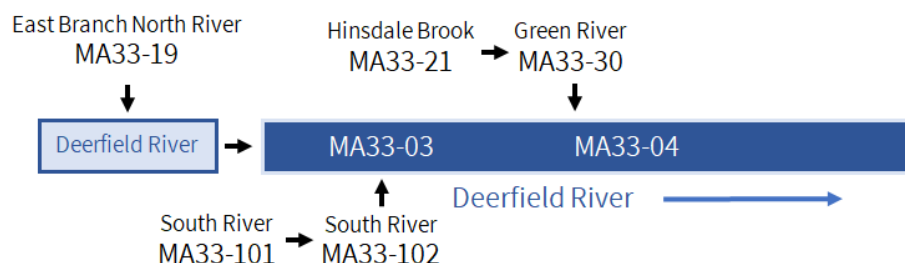 East Branch North River
MA33-19
Hinsdale Brook
MA33-21
Green River
MA33-30
Deerfield River
MA33-03
MA33-04
Deerfield River
South River
MA33-101
South River
MA33-102